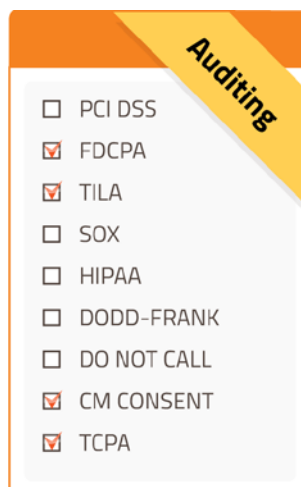 Auditing
PCI DSS
FDCPA
TILA
SOX
HIPAA
DODD-FRANK
DO NOT CALL
CM CONSENT
TCPA